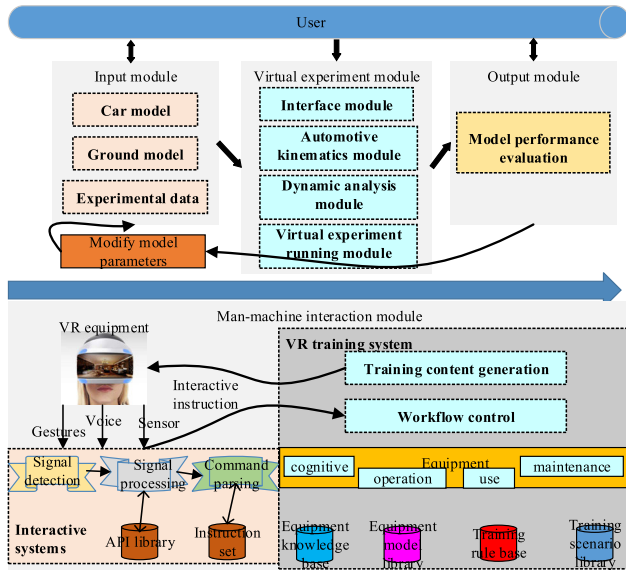 User
Input module
Car model
Ground model
Experimental data
Modify model
parameters
Virtual experiment module
Interface module
Automotive
kinematics module
Dynamic analysis
module
Virtual experiment
running module
Output module
Model performance
evaluation
Man-machine interaction module
VR equipment
Gestures
Voice
Sensor
Interactive
instruction
VR training system
Training content generation
Workflow control
Signal
detection
Signal
processing
Command
parsing
Interactive
systems
API library
Instruction
set
Equipment
cognitive
operation
use
maintenance
Equipment
knowledge
base
Equipment
model
library
Training
rule base
Training
scenario
library